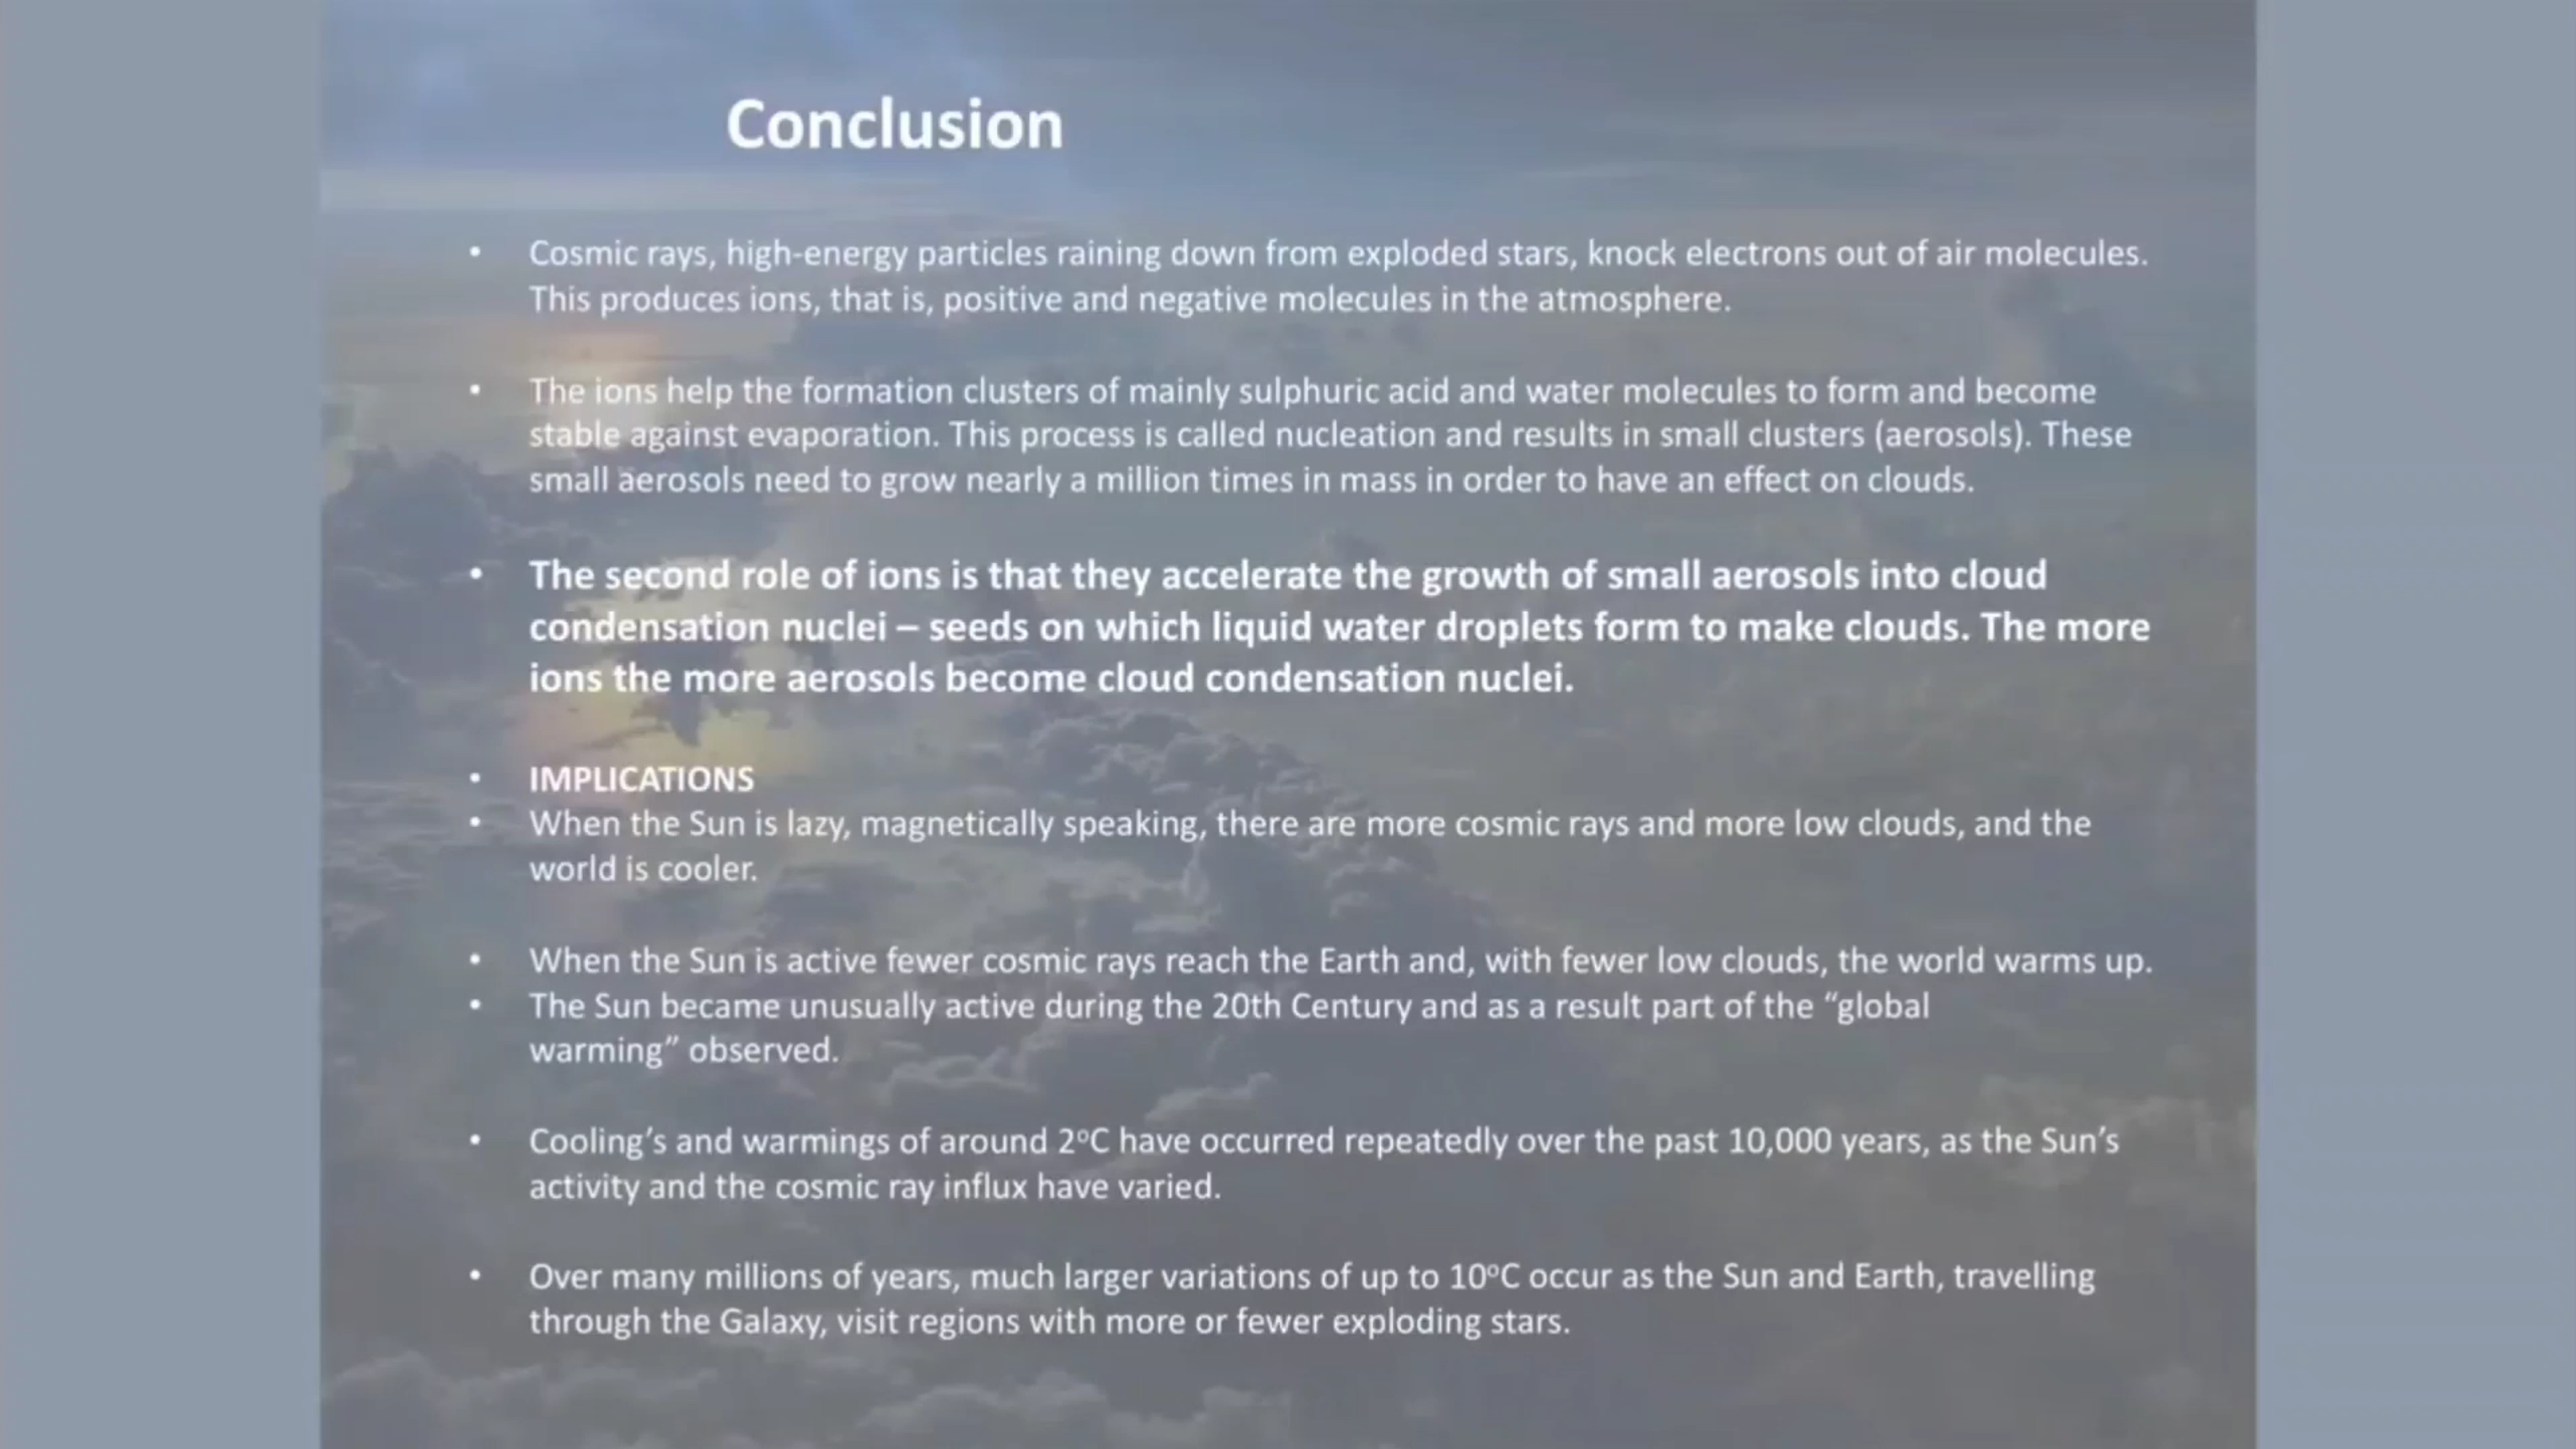 Conclusion
• Cosmic rays, high-energy particles raining down from exploded stars, knock electrons out of air molecules.
This produces ions, that is, positive and negative molecules in the atmosphere.
• The ions help the formation clusters of mainly sulphuric acid and water molecules to form and become
stable against evaporation. This process is called nucleation and results in small clusters (aerosols). These
small aerosols need to grow nearly a million times in mass in order to have an effect on clouds.
• The second role of ions is that they accelerate the growth of small aerosols into cloud
condensation nuclei – seeds on which liquid water droplets form to make clouds. The more
ions the more aerosols become cloud condensation nuclei.
• IMPLICATIONS
• When the Sun is lazy, magnetically speaking, there are more cosmic rays and more low clouds, and the
world is cooler.
• When the Sun is active fewer cosmic rays reach the Earth and, with fewer low clouds, the world warms up.
• The Sun became unusually active during the 20th Century and as a result part of the “global
warming” observed.
• Cooling’s and warmings of around 2ºC have occurred repeatedly over the past 10,000 years, as the Sun’s
activity and the cosmic ray influx have varied.
• Over many millions of years, much larger variations of up to 10ºC occur as the Sun and Earth, travelling
through the Galaxy, visit regions with more or fewer exploding stars.